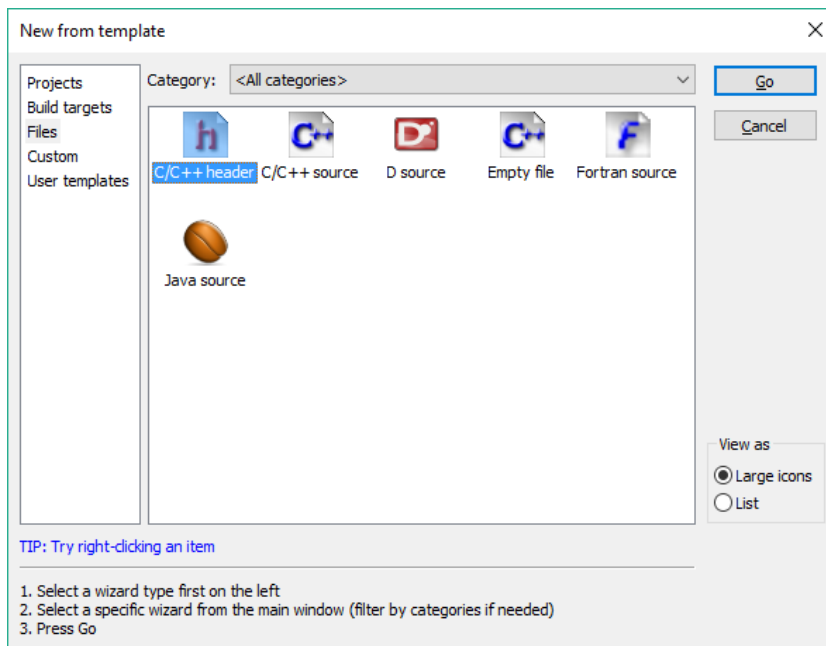 New from template
Projects
Build targets
Files
Custom
User templates
Category: <All categories>
Go
Cancel
h C++ D F
C/C++ header C/C++ source D source Empty file Fortran source
Java source
View as
Large icons
List
TIP: Try right-clicking an item
1. Select a wizard type first on the left
2. Select a specific wizard from the main window (filter by categories if needed)
3. Press Go